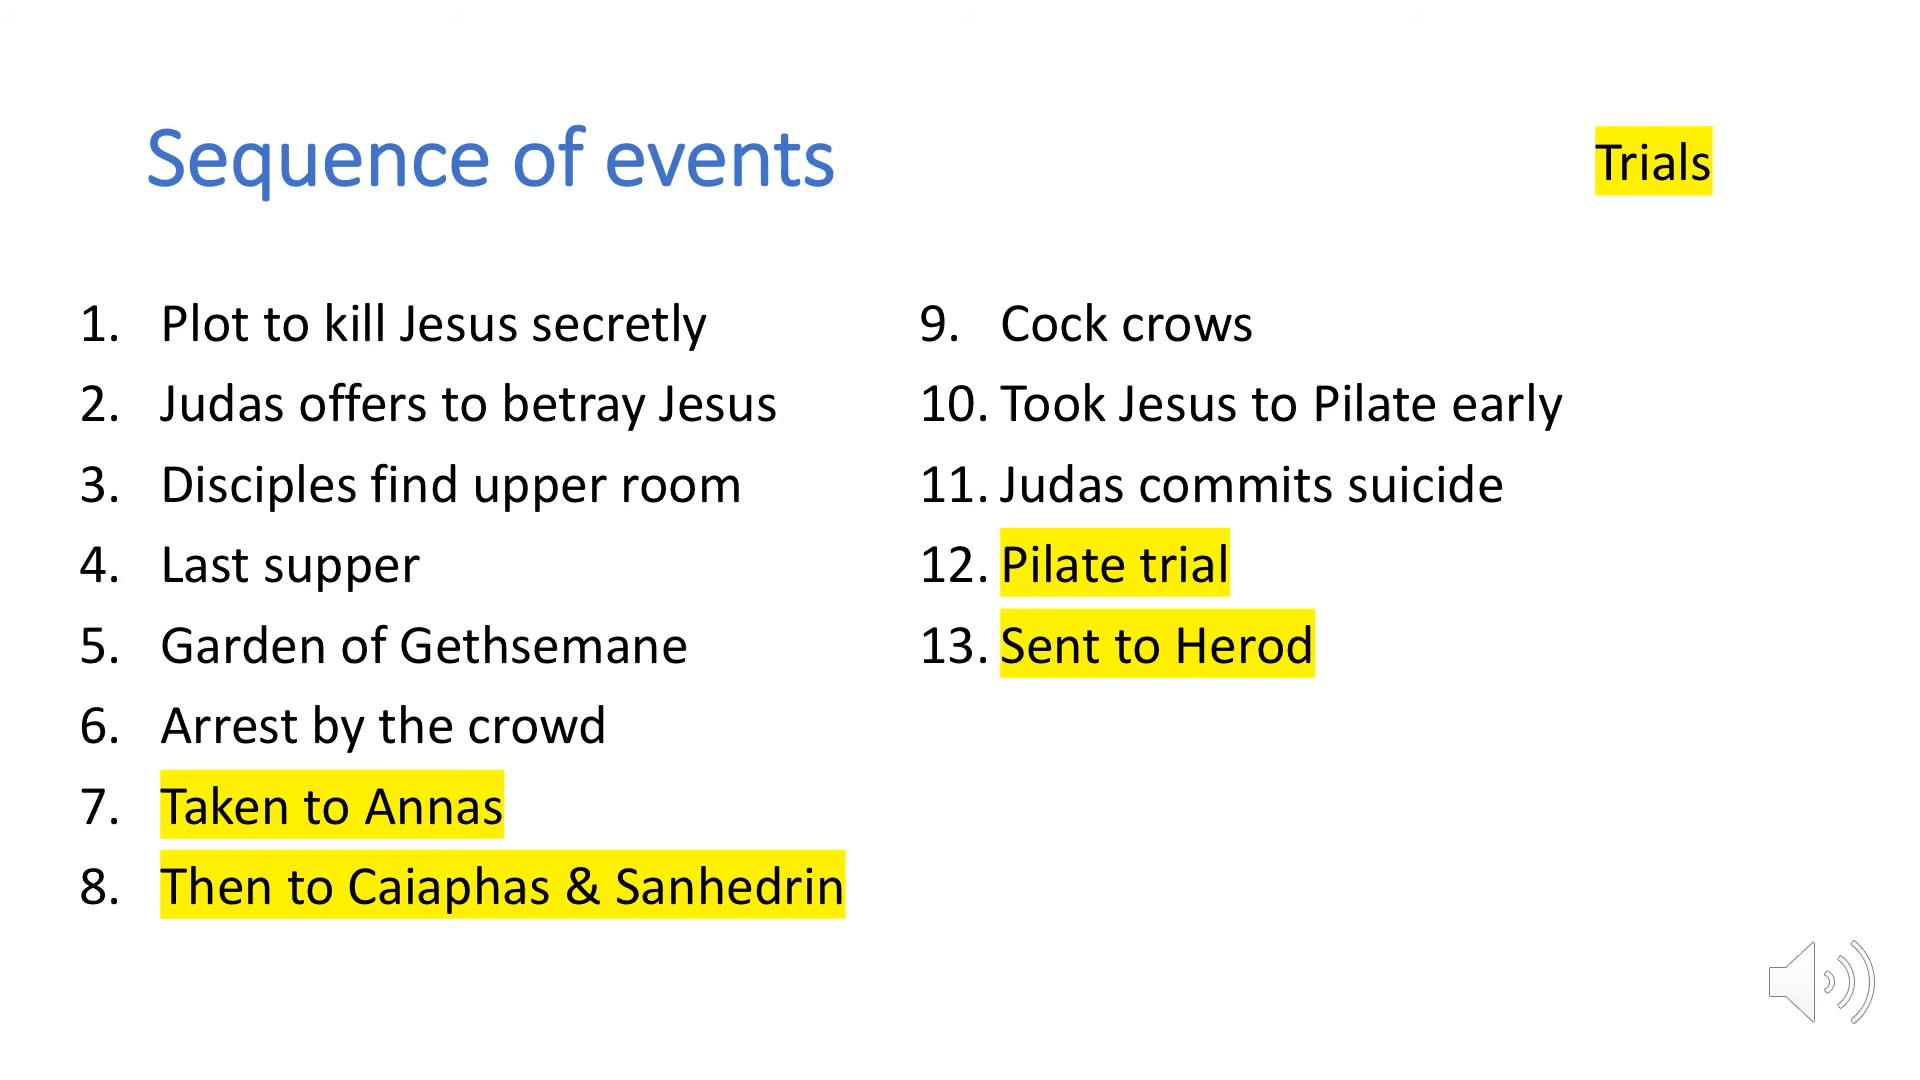 Sequence of events
Trials
1. Plot to kill Jesus secretly
2. Judas offers to betray Jesus
3. Disciples find upper room
4. Last supper
5. Garden of Gethsemane
6. Arrest by the crowd
7. Taken to Annas
8. Then to Caiaphas & Sanhedrin
9. Cock crows
10. Took Jesus to Pilate early
11. Judas commits suicide
12. Pilate trial
13. Sent to Herod